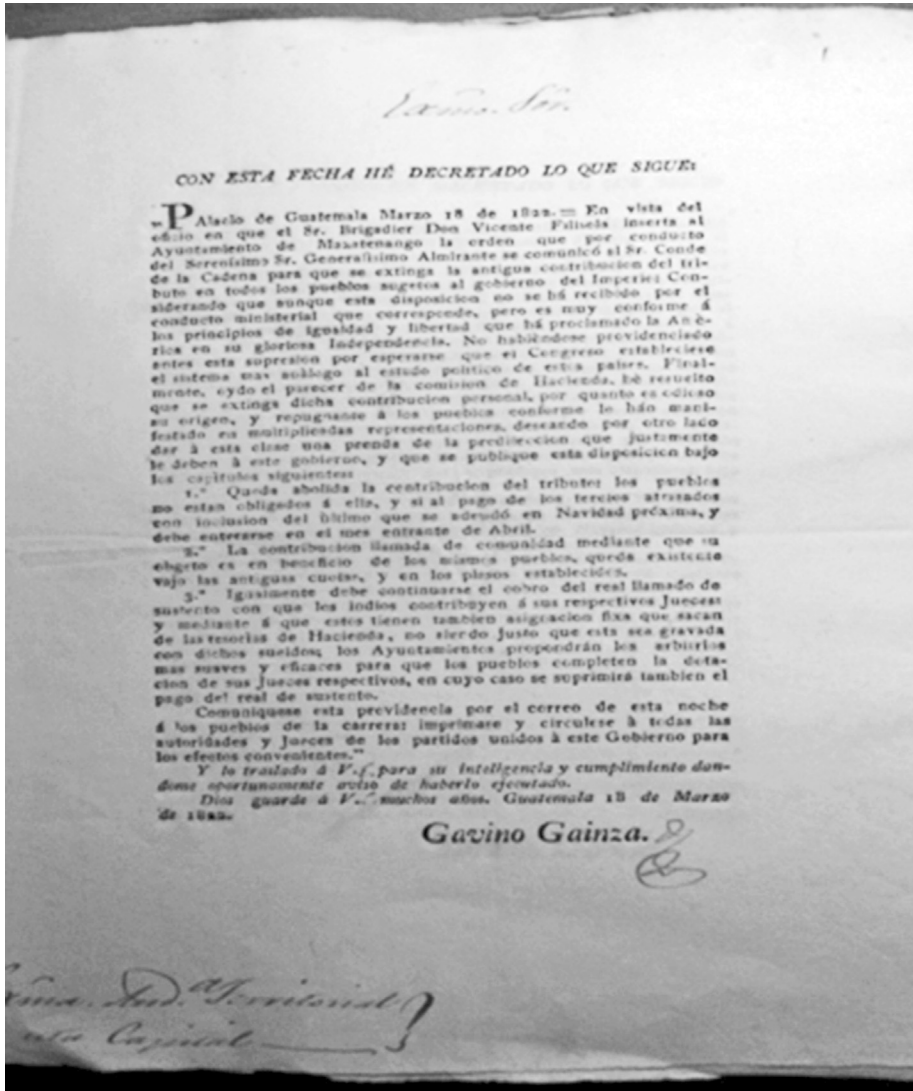 Exmo. Sór.
CON ESTA FECHA HÉ DECRETADO LO QUE SIGUE:
„PAlacio de Guatemala Marzo 18 de 1822. = En vista del
oficio en que el Sr. Brigadier Don Vicente Filisola inserta al
Ayuntamiento de Mazatenango la orden que por conducto
del Serenísimo Sr. Generalísimo Almirante se comunicó al Sr. Conde
de la Cadena para que se extinga la antigua contribucion del tri-
buto en todos los pueblos sugetos al gobierno del Imperio: Con-
siderando que aunque esta disposicion no se há recibido por el
conducto ministerial que corresponde, pero es muy conforme á
los principios de igualdad y libertad que há proclamado la Amè-
rica en su gloriosa Independencia. No habiéndose providenciado
antes esta supresion por esperarse que el Congreso estableciese
el sistema mas análogo al estado político de estos países. Final-
mente, oydo el parecer de la comision de Hacienda, hè resuelto
que se extinga dicha contribucion personal, por quanto es odioso
su origen, y repugnante á los pueblos conforme lo hán mani-
festado en multiplicadas representaciones, deseando por otro lado
dar à esta clase una prenda de la predileccion que justamente
le deben à este gobierno, y que se publique esta disposicion bajo
los capitulos siguientes:
1.º Queda abolida la contribucion del tributo: los pueblos
no estan obligados á ella, y si al pago de los tercios atrasados
con inclusion del último que se adeudó en Navidad próxima, y
debe enterarse en el mes entrante de Abril.
2.º La contribucion llamada de comunidad mediante que su
obgeto es en beneficio de los mismos pueblos, queda existente
vajo las antiguas cuotas, y en los plasos establecidos.
3.º Igualmente debe continuarse el cobro del real llamado de
sustento con que los indios contribuyen á sus respectivos Jueces:
y mediante á que estos tienen tambien asignacion fixa que sacan
de las tesorias de Hacienda, no siendo justo que esta sea gravada
con dichos sueldos; los Ayuntamientos propondrán los arbitrios
mas suaves y eficaces para que los pueblos completen la dota-
cion de sus Jueces respectivos, en cuyo caso se suprimirá tambien el
pago del real de sustento.
Comuniquese esta providencia por el correo de esta noche
á los pueblos de la carrera: imprimase y circulese à todas las
autoridades y Jueces de los partidos unidos à este Gobierno para
los efectos convenientes."
Y lo traslado á V. para su inteligencia y cumplimiento dan-
dome oportunamente aviso de haberlo ejecutado.
Dios guarde á V. muchos años. Guatemala 18 de Marzo
de 1822.
Gavino Gainza.
Aud.ª Territorial
Capital